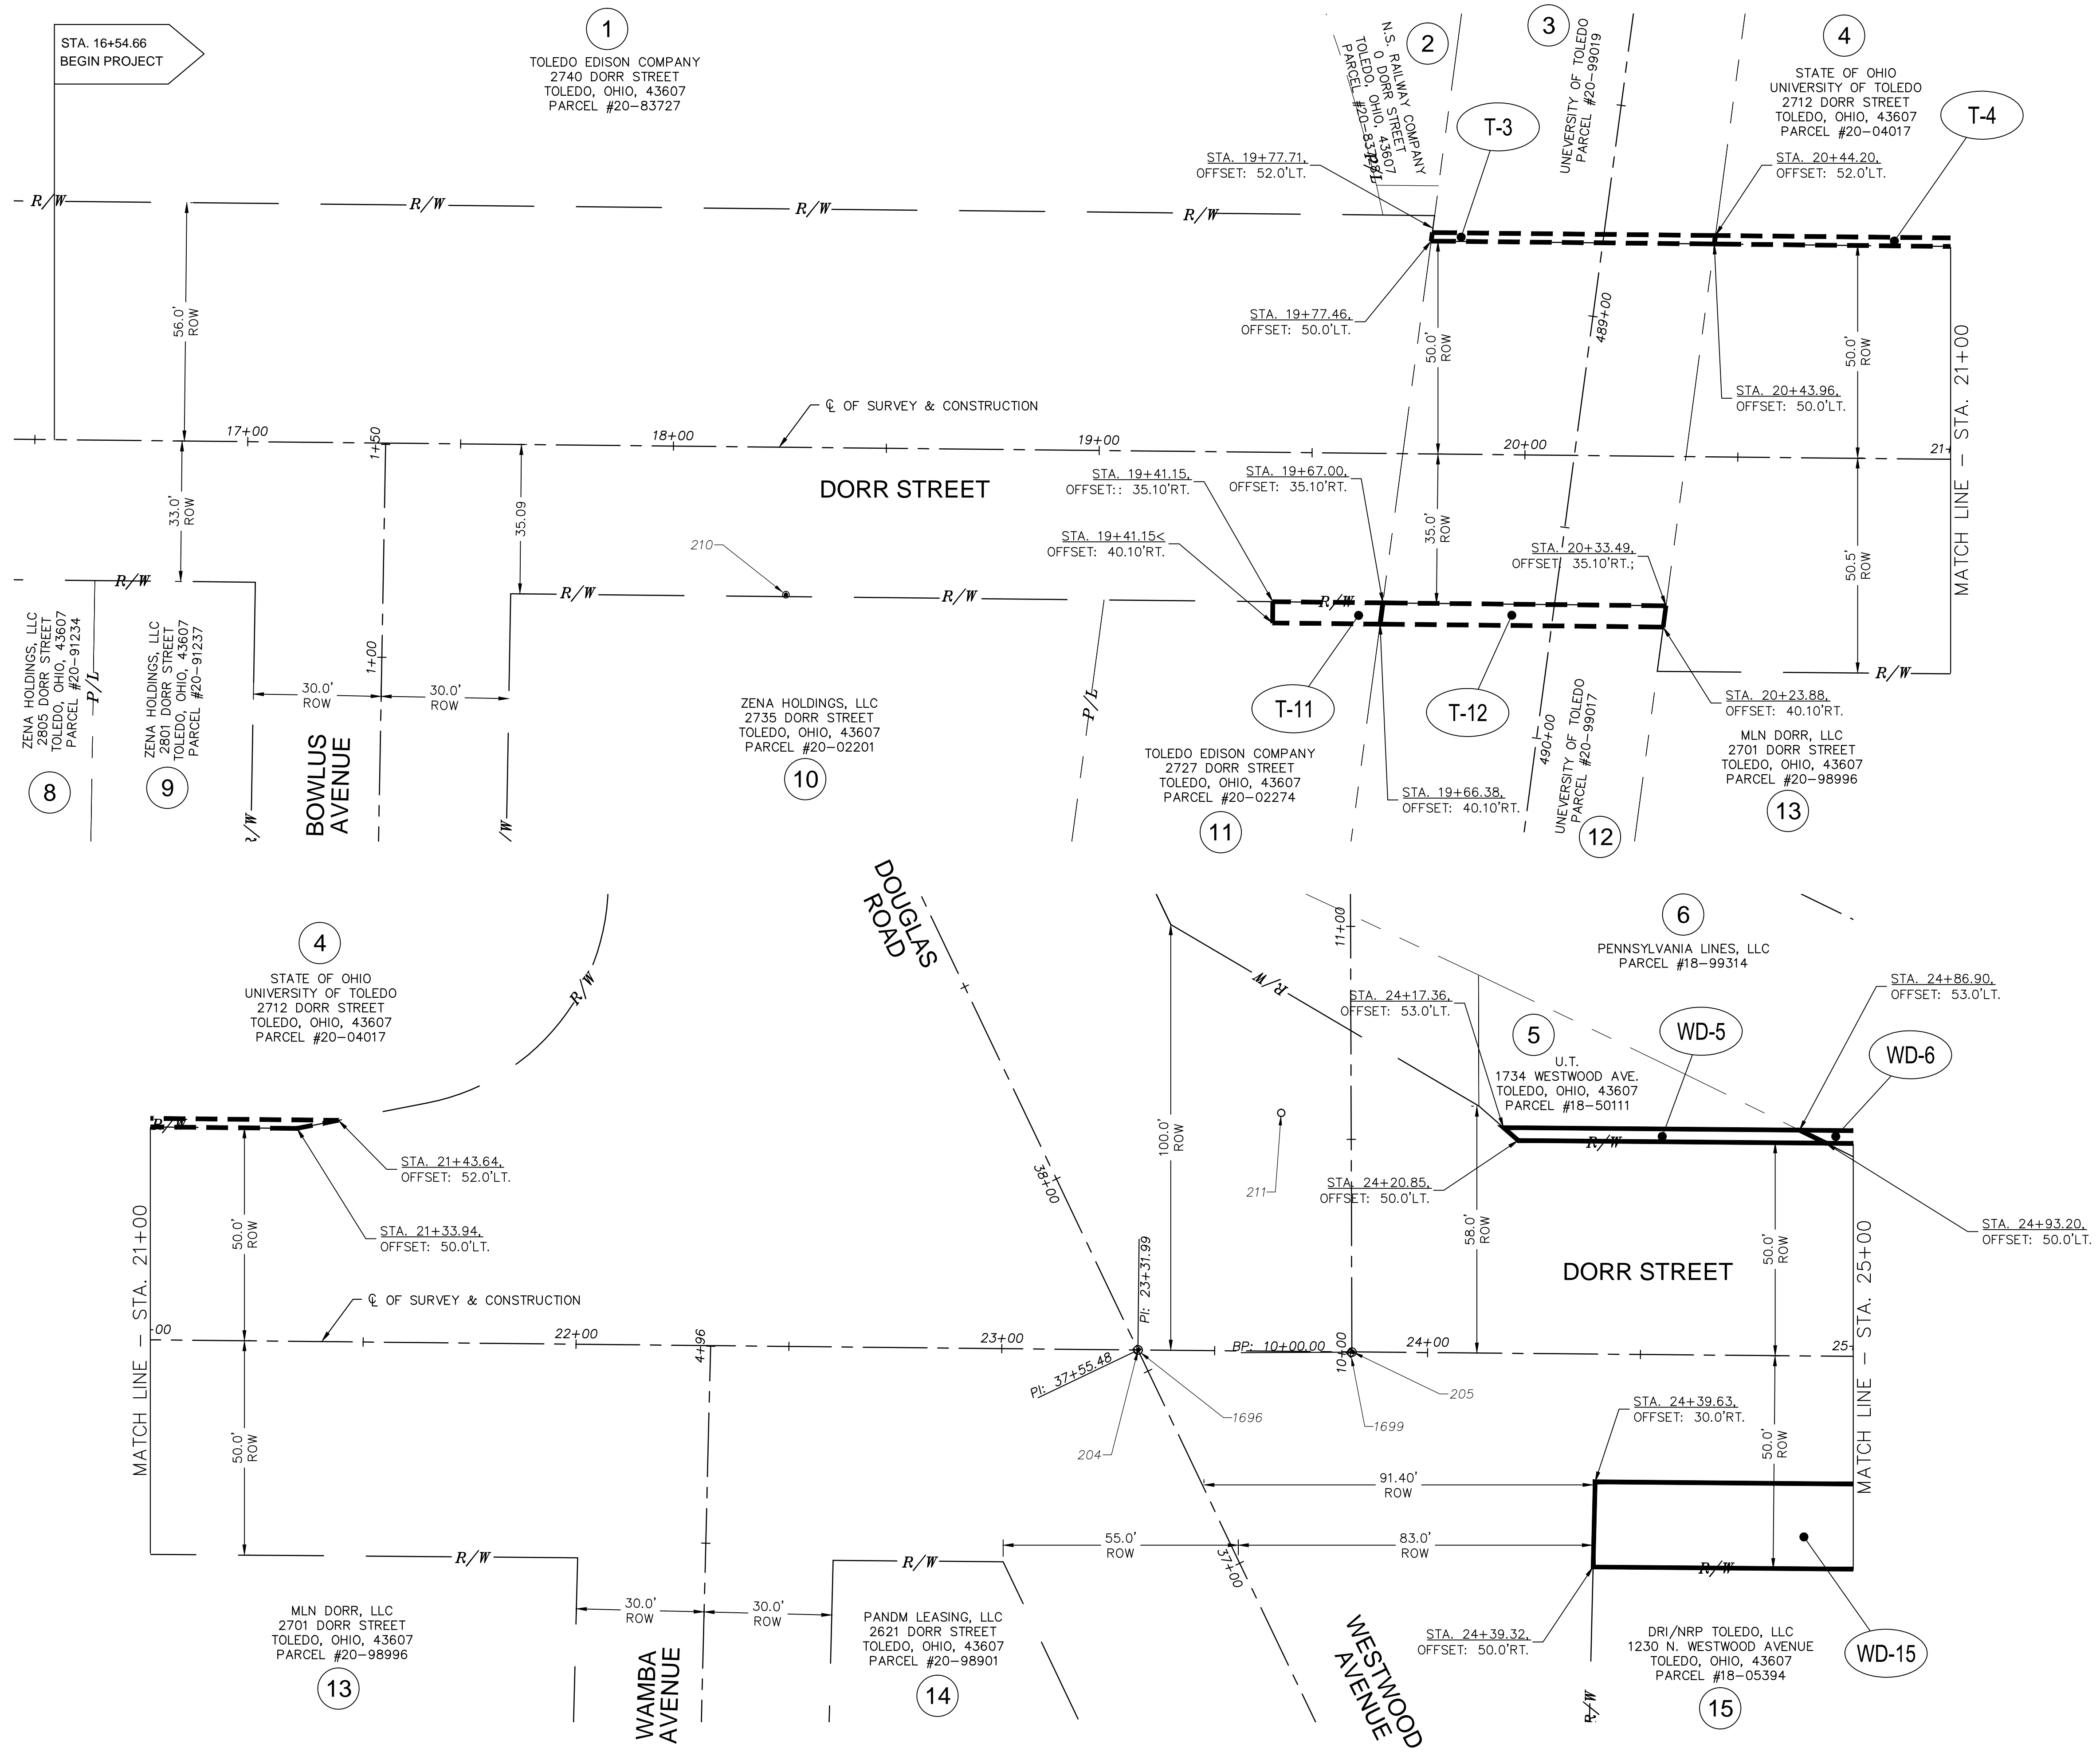 STA. 16+54.66
BEGIN PROJECT
1
TOLEDO EDISON COMPANY
2740 DORR STREET
TOLEDO, OHIO, 43607
PARCEL #20-83727
2
N.S. RAILWAY COMPANY
0 DORR STREET
TOLEDO, OHIO, 43607
PARCEL #20-83728
P/L
3
UNEVERSITY OF TOLEDO
PARCEL #20-99019
4
STATE OF OHIO
UNIVERSITY OF TOLEDO
2712 DORR STREET
TOLEDO, OHIO, 43607
PARCEL #20-04017
T-3
T-4
STA. 19+77.71,
OFFSET: 52.0'LT.
STA. 20+44.20,
OFFSET: 52.0'LT.
R/W
R/W
R/W
R/W
56.0'
ROW
STA. 19+77.46,
OFFSET: 50.0'LT.
50.0'
ROW
489+00
50.0'
ROW
STA. 20+43.96,
OFFSET: 50.0'LT.
MATCH LINE - STA. 21+00
℄ OF SURVEY & CONSTRUCTION
17+00
1+50
18+00
19+00
20+00
21+
DORR STREET
33.0'
ROW
35.09
STA. 19+41.15,
OFFSET:: 35.10'RT.
STA. 19+67.00,
OFFSET: 35.10'RT.
STA. 19+41.15<
OFFSET: 40.10'RT.
35.0'
ROW
STA. 20+33.49,
OFFSET: 35.10'RT.;
50.5'
ROW
210
R/W
R/W
R/W
R/W
R/W
ZENA HOLDINGS, LLC
2805 DORR STREET
TOLEDO, OHIO, 43607
PARCEL #20-91234
8
P/L
ZENA HOLDINGS, LLC
2801 DORR STREET
TOLEDO, OHIO, 43607
PARCEL #20-91237
9
R/W
1+00
30.0'
ROW
30.0'
ROW
BOWLUS
AVENUE
/W
ZENA HOLDINGS, LLC
2735 DORR STREET
TOLEDO, OHIO, 43607
PARCEL #20-02201
10
P/L
T-11
T-12
TOLEDO EDISON COMPANY
2727 DORR STREET
TOLEDO, OHIO, 43607
PARCEL #20-02274
11
STA. 19+66.38,
OFFSET: 40.10'RT.
490+00
UNEVERSITY OF TOLEDO
PARCEL #20-99017
12
STA. 20+23.88,
OFFSET: 40.10'RT.
MLN DORR, LLC
2701 DORR STREET
TOLEDO, OHIO, 43607
PARCEL #20-98996
13
4
STATE OF OHIO
UNIVERSITY OF TOLEDO
2712 DORR STREET
TOLEDO, OHIO, 43607
PARCEL #20-04017
R/W
R/W
DOUGLAS
ROAD
STA. 21+43.64,
OFFSET: 52.0'LT.
STA. 21+33.94,
OFFSET: 50.0'LT.
50.0'
ROW
MATCH LINE - STA. 21+00
℄ OF SURVEY & CONSTRUCTION
-00
22+00
4+96
23+00
38+00
PI: 23+31.99
PI: 37+55.48
100.0'
ROW
11+00
R/W
6
PENNSYLVANIA LINES, LLC
PARCEL #18-99314
STA. 24+17.36,
OFFSET: 53.0'LT.
5
U.T.
1734 WESTWOOD AVE.
TOLEDO, OHIO, 43607
PARCEL #18-50111
WD-5
STA. 24+86.90,
OFFSET: 53.0'LT.
WD-6
R/W
211
STA. 24+20.85,
OFFSET: 50.0'LT.
58.0'
ROW
50.0'
ROW
STA. 24+93.20,
OFFSET: 50.0'LT.
DORR STREET
BP: 10+00.00
10+00
24+00
25-
MATCH LINE - STA. 25+00
205
1696
1699
204
STA. 24+39.63,
OFFSET: 30.0'RT.
50.0'
ROW
50.0'
ROW
91.40'
ROW
55.0'
ROW
83.0'
ROW
37+00
R/W
R/W
R/W
MLN DORR, LLC
2701 DORR STREET
TOLEDO, OHIO, 43607
PARCEL #20-98996
13
30.0'
ROW
30.0'
ROW
WAMBA
AVENUE
PANDM LEASING, LLC
2621 DORR STREET
TOLEDO, OHIO, 43607
PARCEL #20-98901
14
WESTWOOD
AVENUE
STA. 24+39.32,
OFFSET: 50.0'RT.
R/W
DRI/NRP TOLEDO, LLC
1230 N. WESTWOOD AVENUE
TOLEDO, OHIO, 43607
PARCEL #18-05394
15
WD-15